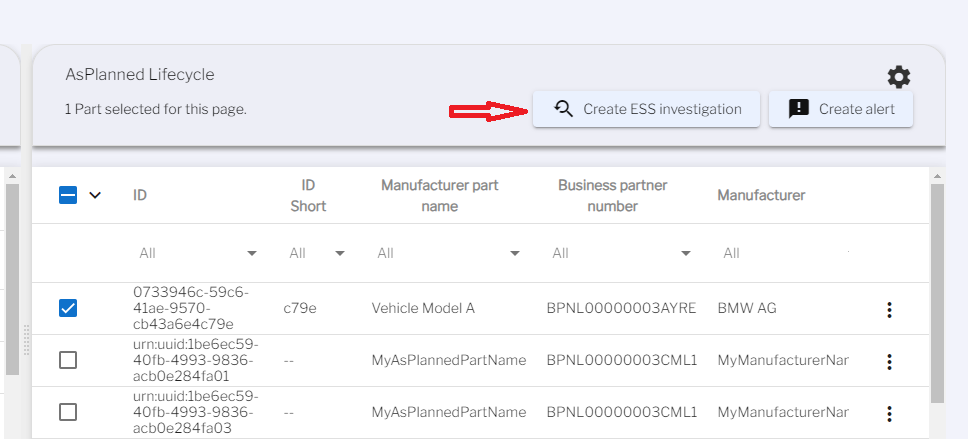 AsPlanned Lifecycle
1 Part selected for this page.
Create ESS investigation
Create alert
ID
ID
Short
Manufacturer part
name
Business partner
number
Manufacturer
All
All
All
All
All
0733946c-59c6-
41ae-9570-
cb43a6e4c79e
c79e
Vehicle Model A
BPNL00000003AYRE
BMW AG
urn:uuid:1be6ec59-
40fb-4993-9836-
acb0e284fa01
--
MyAsPlannedPartName
BPNL00000003CML1
MyManufacturerNar
urn:uuid:1be6ec59-
40fb-4993-9836-
acb0e284fa03
--
MyAsPlannedPartName
BPNL00000003CML1
MyManufacturerNar